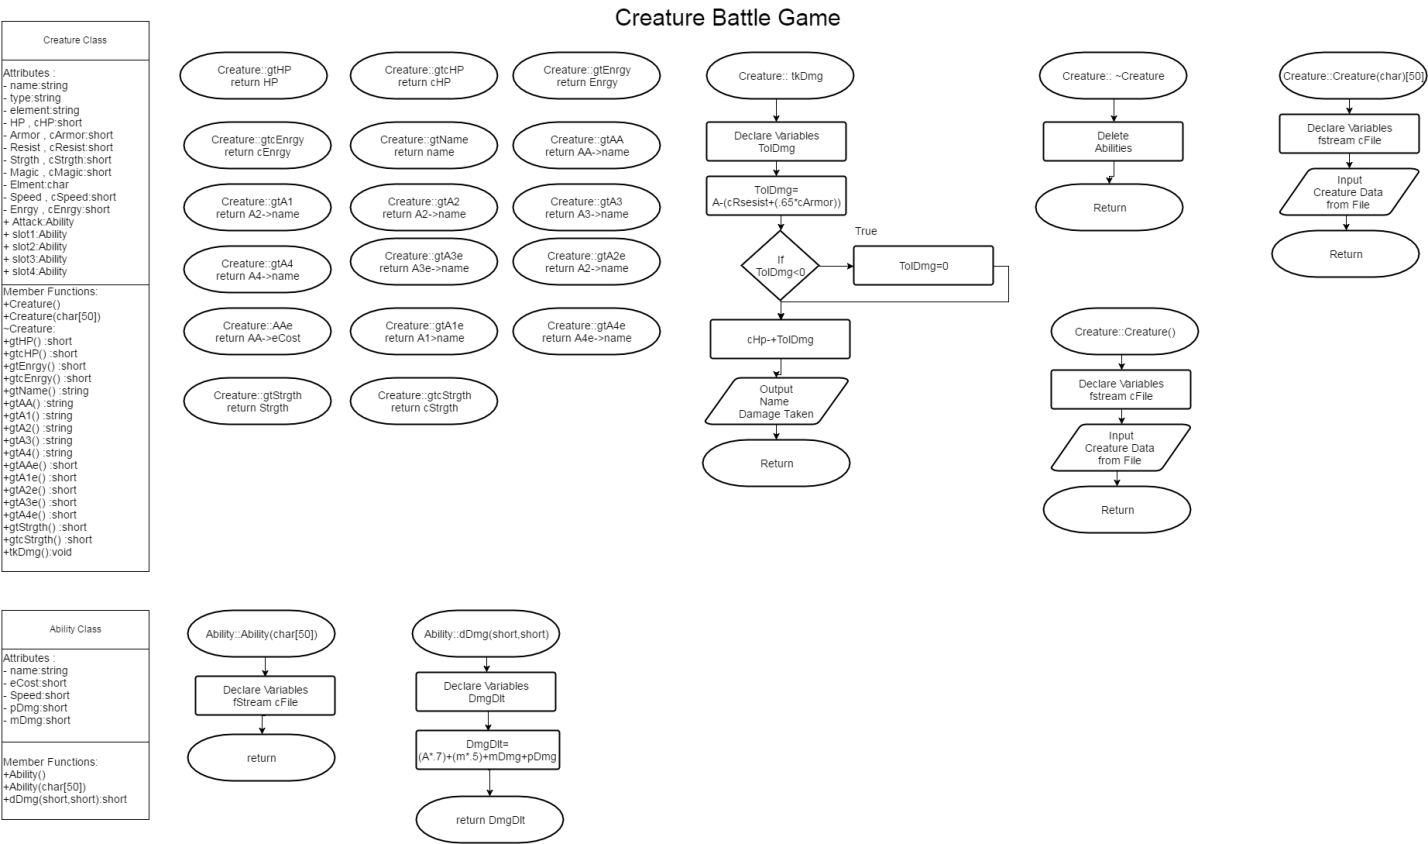 Creature Battle Game
Creature Class
Attributes :
- name:string
- type:string
- element:string
- HP , cHP:short
- Armor , cArmor:short
- Resist , cResist:short
- Strgth , cStrgth:short
- Magic , cMagic:short
- Elment:char
- Speed , cSpeed:short
- Enrgy , cEnrgy:short
+ Attack:Ability
+ slot1:Ability
+ slot2:Ability
+ slot3:Ability
+ slot4:Ability
Member Functions:
+Creature()
+Creature(char[50])
~Creature:
+gtHP() :short
+gtcHP() :short
+gtEnrgy() :short
+gtcEnrgy() :short
+gtName() :string
+gtAA() :string
+gtA1() :string
+gtA2() :string
+gtA3() :string
+gtA4() :string
+gtAAe() :short
+gtA1e() :short
+gtA2e() :short
+gtA3e() :short
+gtA4e() :short
+gtStrgth() :short
+gtcStrgth() :short
+tkDmg():void
Creature::gtHP
return HP
Creature::gtcHP
return cHP
Creature::gtEnrgy
return Enrgy
Creature::gtcEnrgy
return cEnrgy
Creature::gtName
return name
Creature::gtAA
return AA->name
Creature::gtA1
return A2->name
Creature::gtA2
return A2->name
Creature::gtA3
return A3->name
Creature::gtA4
return A4->name
Creature::gtA3e
return A3e->name
Creature::gtA2e
return A2->name
Creature::AAe
return AA->eCost
Creature::gtA1e
return A1>name
Creature::gtA4e
return A4e->name
Creature::gtStrgth
return Strgth
Creature::gtcStrgth
return cStrgth
Creature:: tkDmg
Declare Variables
TolDmg
TolDmg=
A-(cRsesist+(.65*cArmor))
If
TolDmg<0
True
TolDmg=0
cHp-+TolDmg
Output
Name
Damage Taken
Return
Creature:: ~Creature
Delete
Abilities
Return
Creature::Creature()
Declare Variables
fstream cFile
Input
Creature Data
from File
Return
Creature::Creature(char)[50]
Declare Variables
fstream cFile
Input
Creature Data
from File
Return
Ability Class
Attributes :
- name:string
- eCost:short
- Speed:short
- pDmg:short
- mDmg:short
Member Functions:
+Ability()
+Ability(char[50])
+dDmg(short,short):short
Ability::Ability(char[50])
Declare Variables
fStream cFile
return
Ability::dDmg(short,short)
Declare Variables
DmgDlt
DmgDlt=
(A*.7)+(m*.5)+mDmg+pDmg
return DmgDlt